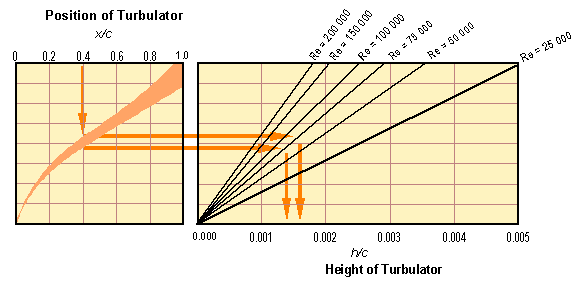 Position of Turbulator
x/c
0 0.2 0.4 0.6 0.8 1.0
Re = 200 000
Re = 150 000
Re = 100 000
Re = 75 000
Re = 50 000
Re = 25 000
0.000 0.001 0.002 0.003 0.004 0.005
h/c
Height of Turbulator